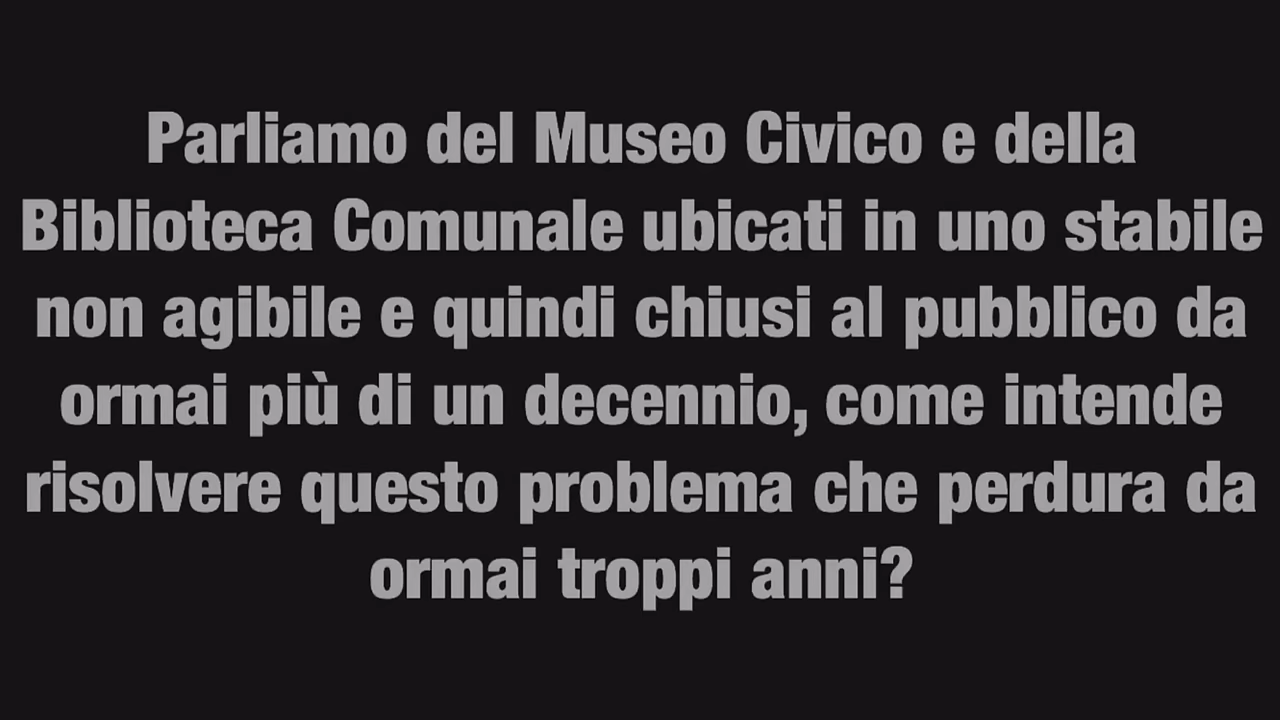 Parliamo del Museo Civico e della
Biblioteca Comunale ubicati in uno stabile
non agibile e quindi chiusi al pubblico da
ormai più di un decennio, come intende
risolvere questo problema che perdura da
ormai troppi anni?